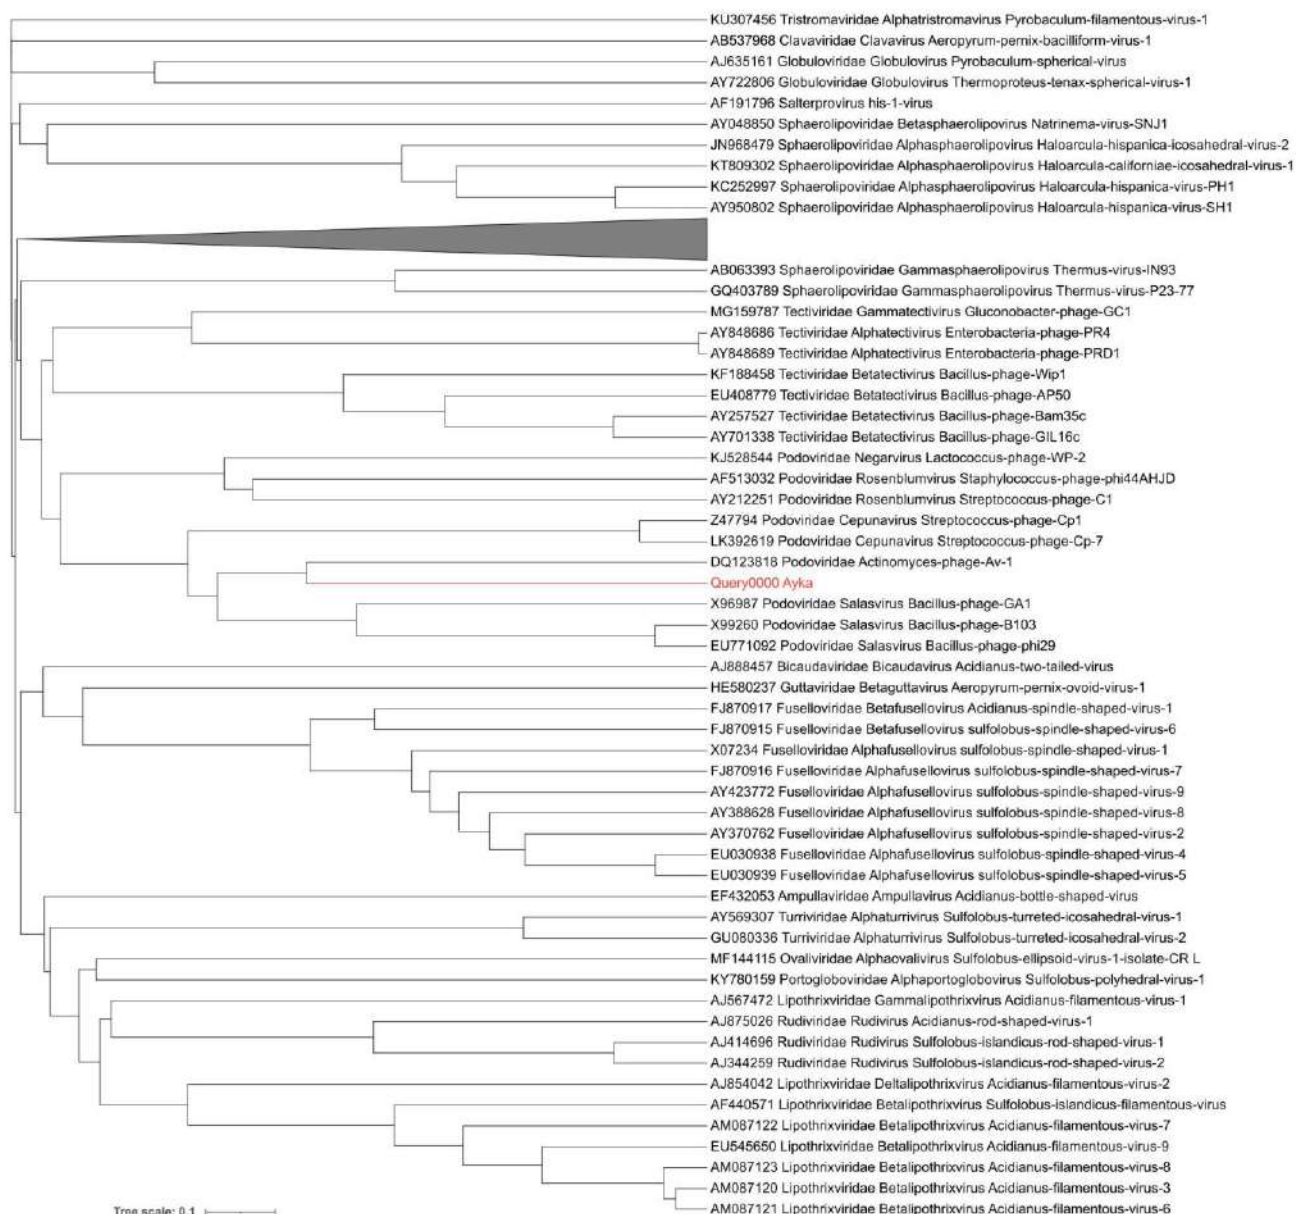 KU307456 Tristromaviridae Alphatristromavirus Pyrobaculum-filamentous-virus-1
AB537968 Clavaviridae Clavavirus Aeropyrum-pernix-bacilliform-virus-1
AJ635161 Globuloviridae Globulovirus Pyrobaculum-spherical-virus
AY722806 Globuloviridae Globulovirus Thermoproteus-tenax-spherical-virus-1
AF191796 Salterprovirus his-1-virus
AY048850 Sphaerolipoviridae Betasphaerolipovirus Natrinema-virus-SNJ1
JN968479 Sphaerolipoviridae Alphasphaerolipovirus Haloarcula-hispanica-icosahedral-virus-2
KT809302 Sphaerolipoviridae Alphasphaerolipovirus Haloarcula-californiae-icosahedral-virus-1
KC252997 Sphaerolipoviridae Alphasphaerolipovirus Haloarcula-hispanica-virus-PH1
AY950802 Sphaerolipoviridae Alphasphaerolipovirus Haloarcula-hispanica-virus-SH1
AB063393 Sphaerolipoviridae Gammasphaerolipovirus Thermus-virus-IN93
GQ403789 Sphaerolipoviridae Gammasphaerolipovirus Thermus-virus-P23-77
MG159787 Tectiviridae Gammatectivirus Gluconobacter-phage-GC1
AY848686 Tectiviridae Alphatectivirus Enterobacteria-phage-PR4
AY848689 Tectiviridae Alphatectivirus Enterobacteria-phage-PRD1
KF188458 Tectiviridae Betatectivirus Bacillus-phage-Wip1
EU408779 Tectiviridae Betatectivirus Bacillus-phage-AP50
AY257527 Tectiviridae Betatectivirus Bacillus-phage-Bam35c
AY701338 Tectiviridae Betatectivirus Bacillus-phage-GIL16c
KJ528544 Podoviridae Negarvirus Lactococcus-phage-WP-2
AF513032 Podoviridae Rosenblumvirus Staphylococcus-phage-phi44AHJD
AY212251 Podoviridae Rosenblumvirus Streptococcus-phage-C1
Z47794 Podoviridae Cepunavirus Streptococcus-phage-Cp1
LK392619 Podoviridae Cepunavirus Streptococcus-phage-Cp-7
DQ123818 Podoviridae Actinomyces-phage-Av-1
Query0000 Ayka
X96987 Podoviridae Salasvirus Bacillus-phage-GA1
X99260 Podoviridae Salasvirus Bacillus-phage-B103
EU771092 Podoviridae Salasvirus Bacillus-phage-phi29
AJ888457 Bicaudaviridae Bicaudavirus Acidianus-two-tailed-virus
HE580237 Guttaviridae Betaguttavirus Aeropyrum-pernix-ovoid-virus-1
FJ870917 Fuselloviridae Betafusellovirus Acidianus-spindle-shaped-virus-1
FJ870915 Fuselloviridae Betafusellovirus sulfolobus-spindle-shaped-virus-6
X07234 Fuselloviridae Alphafusellovirus sulfolobus-spindle-shaped-virus-1
FJ870916 Fuselloviridae Alphafusellovirus sulfolobus-spindle-shaped-virus-7
AY423772 Fuselloviridae Alphafusellovirus sulfolobus-spindle-shaped-virus-9
AY388628 Fuselloviridae Alphafusellovirus sulfolobus-spindle-shaped-virus-8
AY370762 Fuselloviridae Alphafusellovirus sulfolobus-spindle-shaped-virus-2
EU030938 Fuselloviridae Alphafusellovirus sulfolobus-spindle-shaped-virus-4
EU030939 Fuselloviridae Alphafusellovirus sulfolobus-spindle-shaped-virus-5
EF432053 Ampullaviridae Ampullavirus Acidianus-bottle-shaped-virus
AY569307 Turriviridae Alphaturrivirus Sulfolobus-turreted-icosahedral-virus-1
GU080336 Turriviridae Alphaturrivirus Sulfolobus-turreted-icosahedral-virus-2
MF144115 Ovaliviridae Alphaovalivirus Sulfolobus-ellipsoid-virus-1-isolate-CR L
KY780159 Portogloboviridae Alphaportoglobovirus Sulfolobus-polyhedral-virus-1
AJ567472 Lipothrixviridae Gammalipothrixvirus Acidianus-filamentous-virus-1
AJ875026 Rudiviridae Rudivirus Acidianus-rod-shaped-virus-1
AJ414696 Rudiviridae Rudivirus Sulfolobus-islandicus-rod-shaped-virus-1
AJ344259 Rudiviridae Rudivirus Sulfolobus-islandicus-rod-shaped-virus-2
AJ854042 Lipothrixviridae Deltalipothrixvirus Acidianus-filamentous-virus-2
AF440571 Lipothrixviridae Betalipothrixvirus Sulfolobus-islandicus-filamentous-virus
AM087122 Lipothrixviridae Betalipothrixvirus Acidianus-filamentous-virus-7
EU545650 Lipothrixviridae Betalipothrixvirus Acidianus-filamentous-virus-9
AM087123 Lipothrixviridae Betalipothrixvirus Acidianus-filamentous-virus-8
AM087120 Lipothrixviridae Betalipothrixvirus Acidianus-filamentous-virus-3
AM087121 Lipothrixviridae Betalipothrixvirus Acidianus-filamentous-virus-6
Tree scale: 0.1